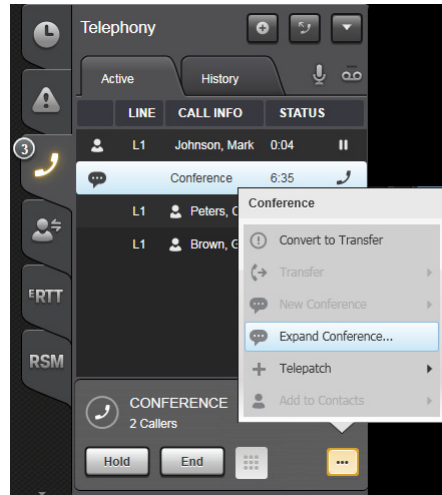 Telephony
Active History
LINE CALL INFO STATUS
L1 Johnson, Mark 0:04
3
Conference 6:35
L1 Peters, C
L1 Brown, G
Conference
Convert to Transfer
Transfer
New Conference
Expand Conference...
Telepatch
Add to Contacts
ERTT
RSM
CONFERENCE
2 Callers
Hold End ...